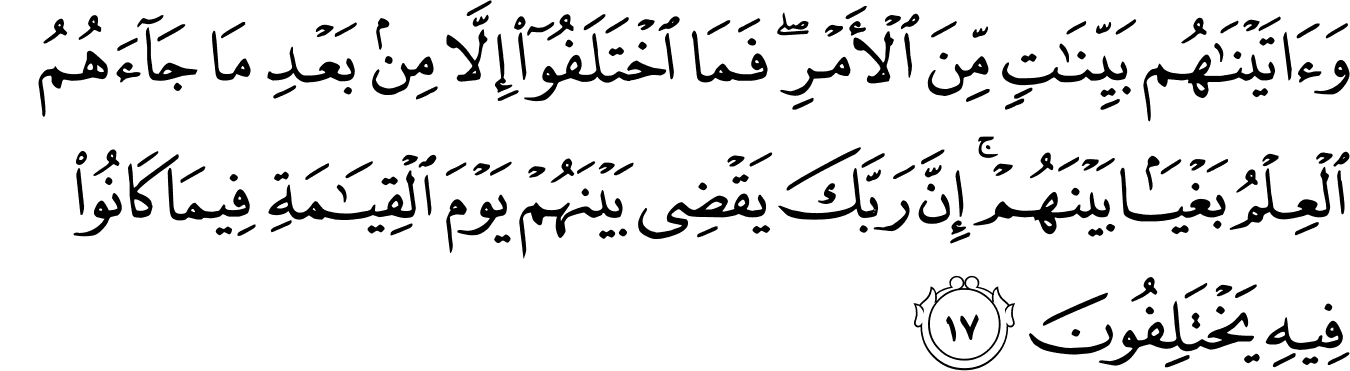 وَءَاتَيْنَـٰهُم بَيِّنَـٰتٍ مِّنَ ٱلْأَمْرِ ۖ فَمَا ٱخْتَلَفُوٓا۟ إِلَّا مِنۢ بَعْدِ مَا جَآءَهُمُ
ٱلْعِلْمُ بَغْيَۢا بَيْنَهُمْ ۚ إِنَّ رَبَّكَ يَقْضِى بَيْنَهُمْ يَوْمَ ٱلْقِيَـٰمَةِ فِيمَا كَانُوا۟
فِيهِ يَخْتَلِفُونَ ١٧